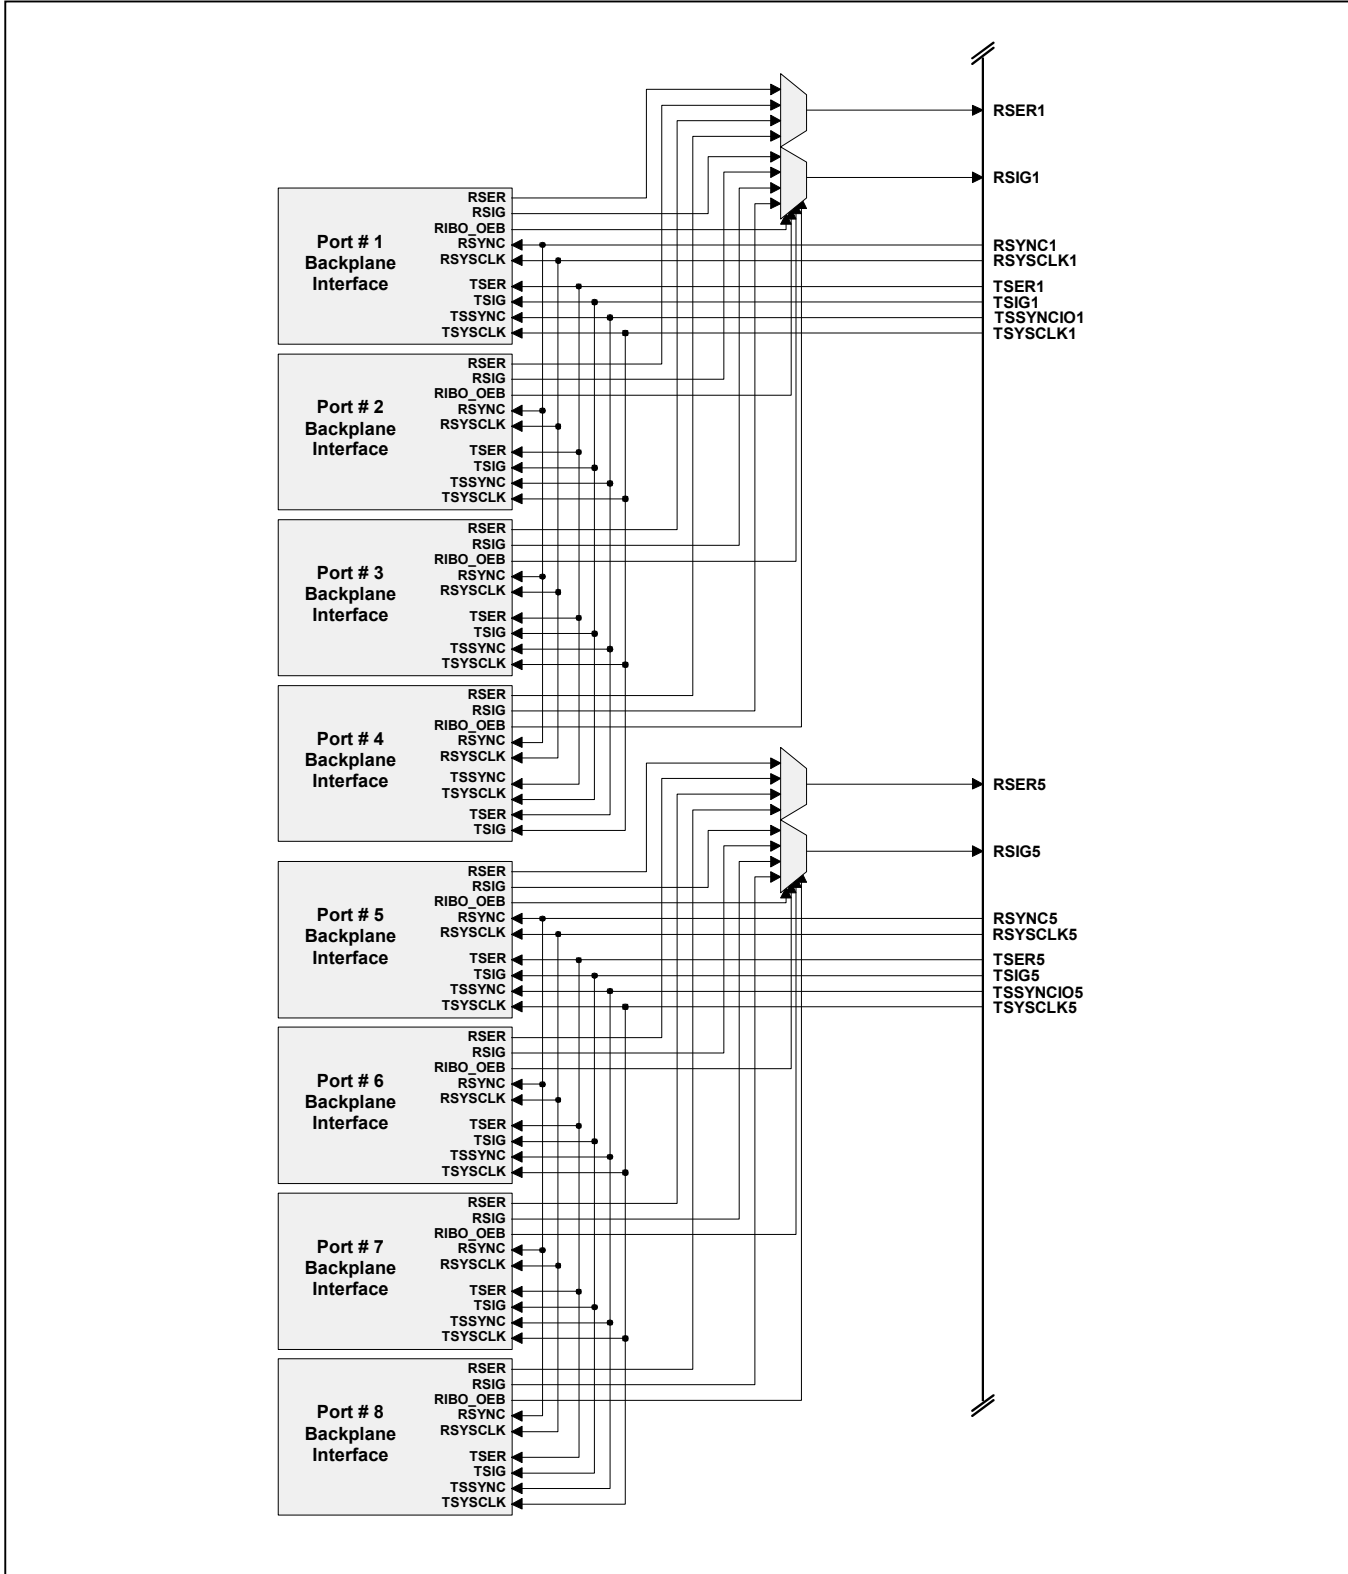 RSER1
RSIG1
RSER
RSIG
RIBO_OEB
RSYNC
RSYSCLK
TSER
TSIG
TSSYNC
TSYSCLK
Port # 1
Backplane
Interface
RSYNC1
RSYSCLK1
TSER1
TSIG1
TSSYNCIO1
TSYSCLK1
RSER
RSIG
RIBO_OEB
RSYNC
RSYSCLK
TSER
TSIG
TSSYNC
TSYSCLK
Port # 2
Backplane
Interface
RSER
RSIG
RIBO_OEB
RSYNC
RSYSCLK
TSER
TSIG
TSSYNC
TSYSCLK
Port # 3
Backplane
Interface
RSER
RSIG
RIBO_OEB
RSYNC
RSYSCLK
TSSYNC
TSYSCLK
TSER
TSIG
Port # 4
Backplane
Interface
RSER5
RSIG5
RSER
RSIG
RIBO_OEB
RSYNC
RSYSCLK
TSER
TSIG
TSSYNC
TSYSCLK
Port # 5
Backplane
Interface
RSYNC5
RSYSCLK5
TSER5
TSIG5
TSSYNCIO5
TSYSCLK5
RSER
RSIG
RIBO_OEB
RSYNC
RSYSCLK
TSER
TSIG
TSSYNC
TSYSCLK
Port # 6
Backplane
Interface
RSER
RSIG
RIBO_OEB
RSYNC
RSYSCLK
TSER
TSIG
TSSYNC
TSYSCLK
Port # 7
Backplane
Interface
RSER
RSIG
RIBO_OEB
RSYNC
RSYSCLK
TSER
TSIG
TSSYNC
TSYSCLK
Port # 8
Backplane
Interface